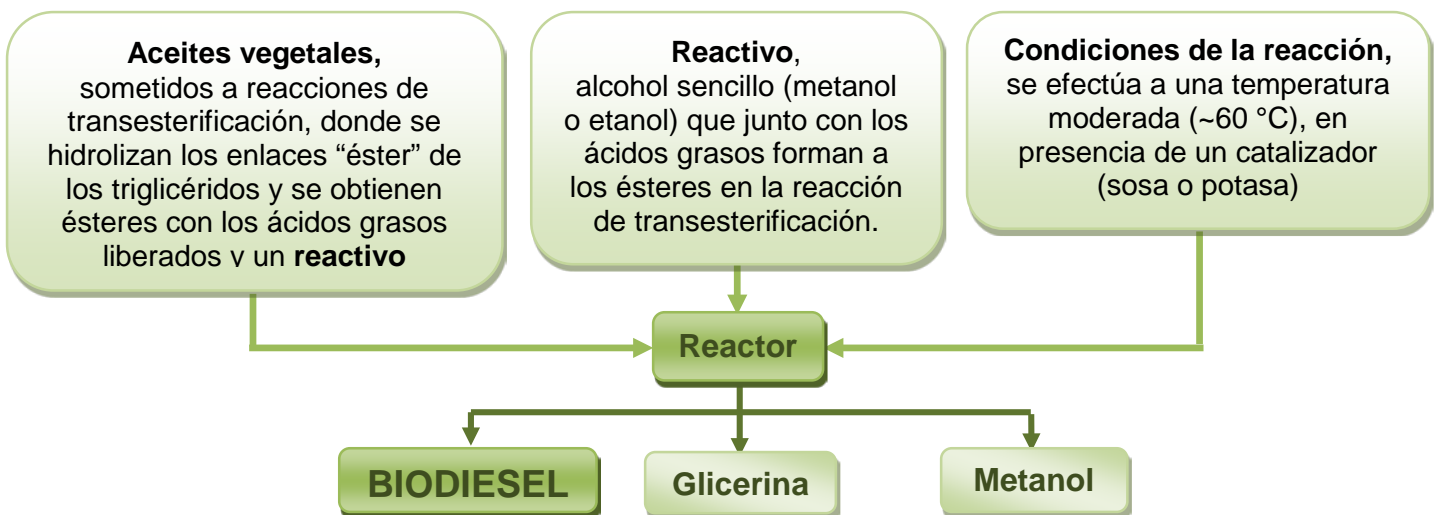 Aceites vegetales,
sometidos a reacciones de
transesterificación, donde se
hidrolizan los enlaces “éster” de
los triglicéridos y se obtienen
ésteres con los ácidos grasos
liberados y un reactivo
Reactivo,
alcohol sencillo (metanol
o etanol) que junto con los
ácidos grasos forman a
los ésteres en la reacción
de transesterificación.
Condiciones de la reacción,
se efectúa a una temperatura
moderada (~60 °C), en
presencia de un catalizador
(sosa o potasa)
Reactor
BIODIESEL
Glicerina
Metanol